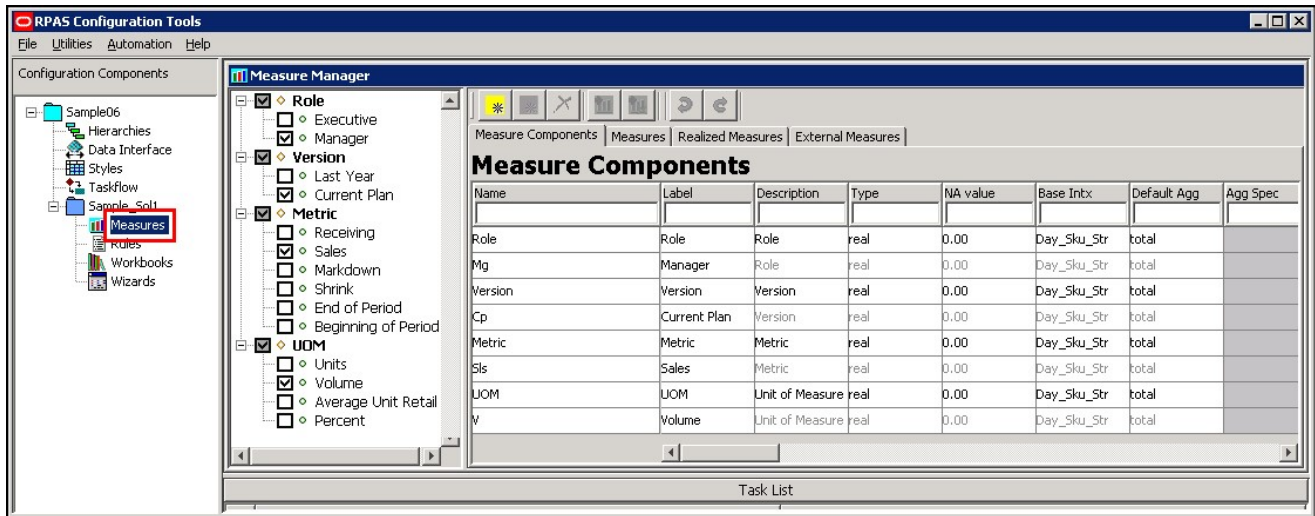 RPAS Configuration Tools
File Utilities Automation Help
Configuration Components
Sample06
Hierarchies
Data Interface
Styles
Taskflow
Sample_Sol1
Measures
Rules
Workbooks
Wizards
Measure Manager
Role
Executive
Manager
Version
Last Year
Current Plan
Metric
Receiving
Sales
Markdown
Shrink
End of Period
Beginning of Period
UOM
Units
Volume
Average Unit Retail
Percent
Measure Components Measures Realized Measures External Measures
Measure Components
Name Label Description Type NA value Base Intx Default Agg Agg Spec
Role Role Role real 0.00 Day_Sku_Str total
Mg Manager Role real 0.00 Day_Sku_Str total
Version Version Version real 0.00 Day_Sku_Str total
Cp Current Plan Version real 0.00 Day_Sku_Str total
Metric Metric Metric real 0.00 Day_Sku_Str total
Sls Sales Metric real 0.00 Day_Sku_Str total
UOM UOM Unit of Measure real 0.00 Day_Sku_Str total
V Volume Unit of Measure real 0.00 Day_Sku_Str total
Task List